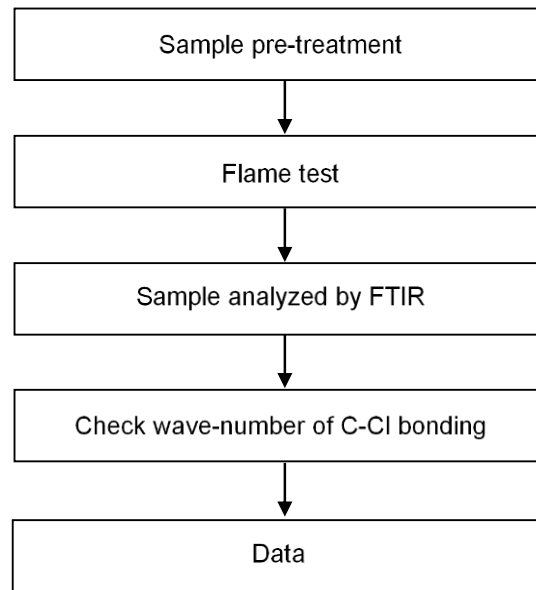 Sample pre-treatment
Flame test
Sample analyzed by FTIR
Check wave-number of C-Cl bonding
Data